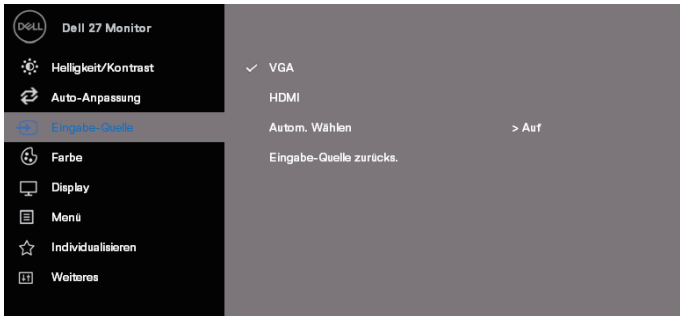 DELL Dell 27 Monitor
Helligkeit/Kontrast
Auto-Anpassung
Eingabe-Quelle
Farbe
Display
Menü
Individualisieren
Weiteres
VGA
HDMI
Autom. Wählen > Auf
Eingabe-Quelle zurücks.